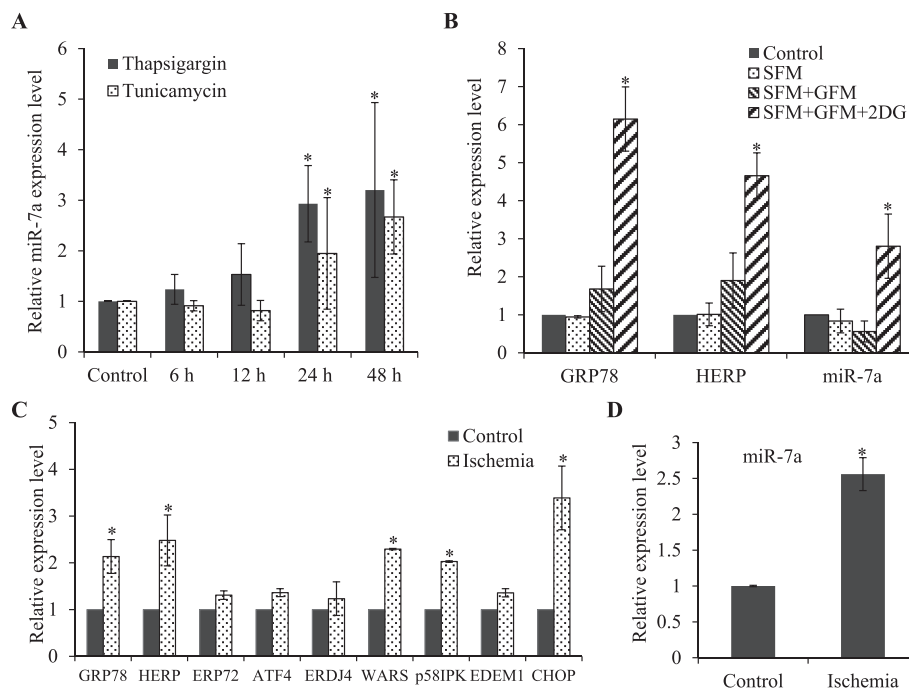 A
Relative miR-7a expression level
6
5
4
3
2
1
0
Thapsigargin
Tunicamycin
*
*
*
*
Control 6 h 12 h 24 h 48 h
B
Relative expression level
8
7
6
5
4
3
2
1
0
Control
SFM
SFM+GFM
SFM+GFM+2DG
*
*
*
GRP78 HERP miR-7a
C
Relative expression level
5
4
3
2
1
0
Control
Ischemia
*
*
*
*
*
GRP78 HERP ERP72 ATF4 ERDJ4 WARS p58IPK EDEM1 CHOP
D
Relative expression level
3
2.5
2
1.5
1
0.5
0
miR-7a
*
Control Ischemia